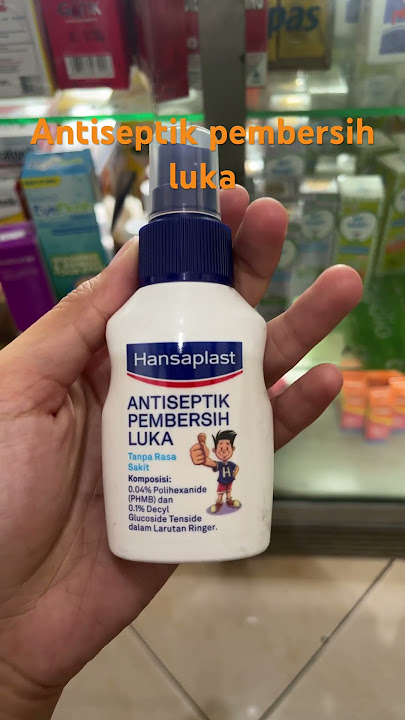 Antiseptik pembersih
luka
Hansaplast
ANTISEPTIK
PEMBERSIH
LUKA
Tanpa Rasa
Sakit
Komposisi:
0.04% Polihexanide
(PHMB) dan
0.1% Decyl
Glucoside Tenside
dalam Larutan Ringer.
H
pas